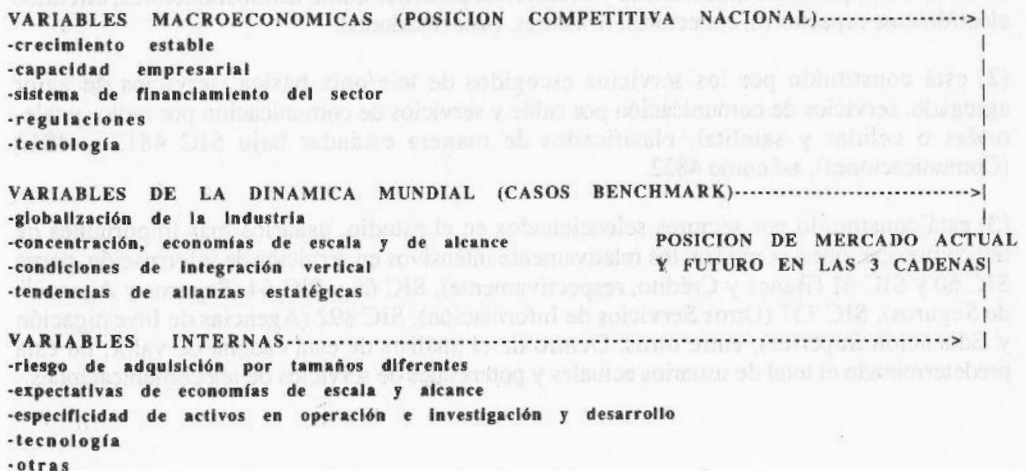 VARIABLES MACROECONOMICAS (POSICION COMPETITIVA NACIONAL)----------------->|
-crecimiento estable
-capacidad empresarial
-sistema de financiamiento del sector
-regulaciones
-tecnología
VARIABLES DE LA DINAMICA MUNDIAL (CASOS BENCHMARK)------------------------------>|
-globalización de la industria
-concentración, economías de escala y de alcance POSICION DE MERCADO ACTUAL
-condiciones de integración vertical Y FUTURO EN LAS 3 CADENAS|
-tendencias de alianzas estatégicas
VARIABLES INTERNAS------------------------------------------------------------------------------>|
-riesgo de adquisición por tamaños diferentes
-expectativas de economías de escala y alcance
-especificidad de activos en operación e investigación y desarrollo
-tecnología
-otras